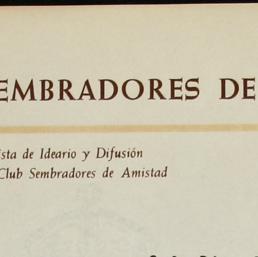 EMBRADORES DE
ista de Ideario y Difusión
Club Sembradores de Amistad